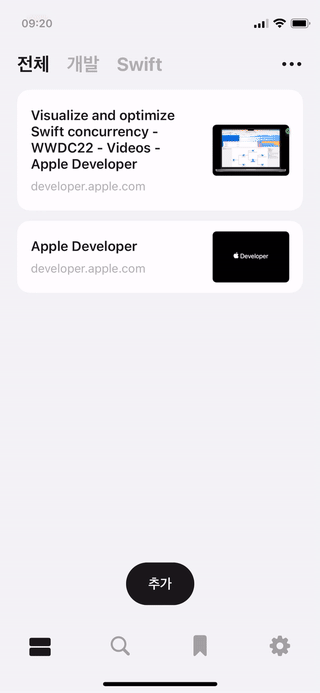 09:20
전체 개발 Swift
Visualize and optimize
Swift concurrency -
WWDC22 - Videos -
Apple Developer
developer.apple.com
Apple Developer
developer.apple.com
Developer
추가